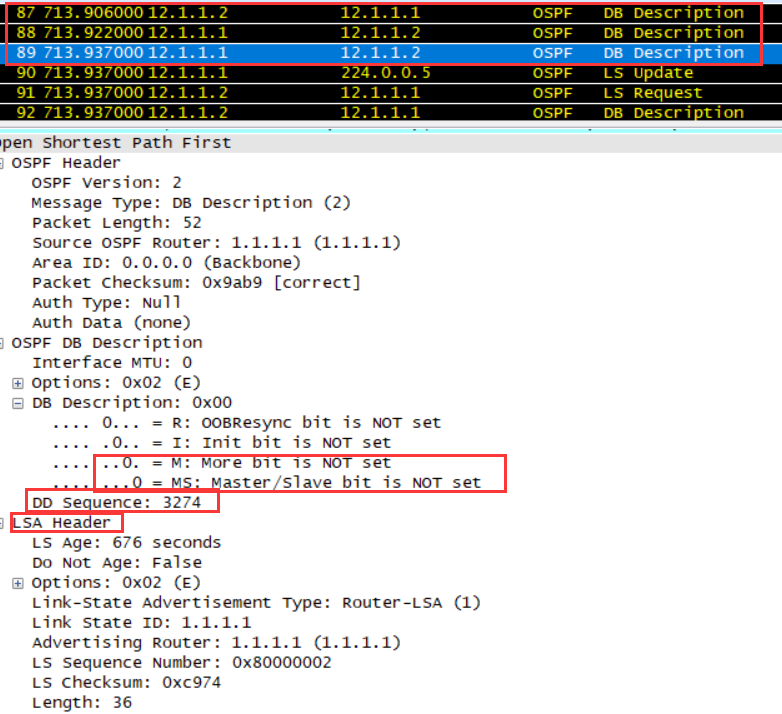 87 713.906000 12.1.1.2 12.1.1.1 OSPF DB Description
88 713.922000 12.1.1.1 12.1.1.2 OSPF DB Description
89 713.937000 12.1.1.1 12.1.1.2 OSPF DB Description
90 713.937000 12.1.1.1 224.0.0.5 OSPF LS Update
91 713.937000 12.1.1.2 12.1.1.1 OSPF LS Request
92 713.937000 12.1.1.2 12.1.1.1 OSPF DB Description
pen Shortest Path First
OSPF Header
OSPF Version: 2
Message Type: DB Description (2)
Packet Length: 52
Source OSPF Router: 1.1.1.1 (1.1.1.1)
Area ID: 0.0.0.0 (Backbone)
Packet Checksum: 0x9ab9 [correct]
Auth Type: Null
Auth Data (none)
OSPF DB Description
Interface MTU: 0
Options: 0x02 (E)
DB Description: 0x00
.... 0... = R: OOBResync bit is NOT set
.... .0.. = I: Init bit is NOT set
.... ..0. = M: More bit is NOT set
.... ...0 = MS: Master/Slave bit is NOT set
DD Sequence: 3274
LSA Header
LS Age: 676 seconds
Do Not Age: False
Options: 0x02 (E)
Link-State Advertisement Type: Router-LSA (1)
Link State ID: 1.1.1.1
Advertising Router: 1.1.1.1 (1.1.1.1)
LS Sequence Number: 0x80000002
LS Checksum: 0xc974
Length: 36